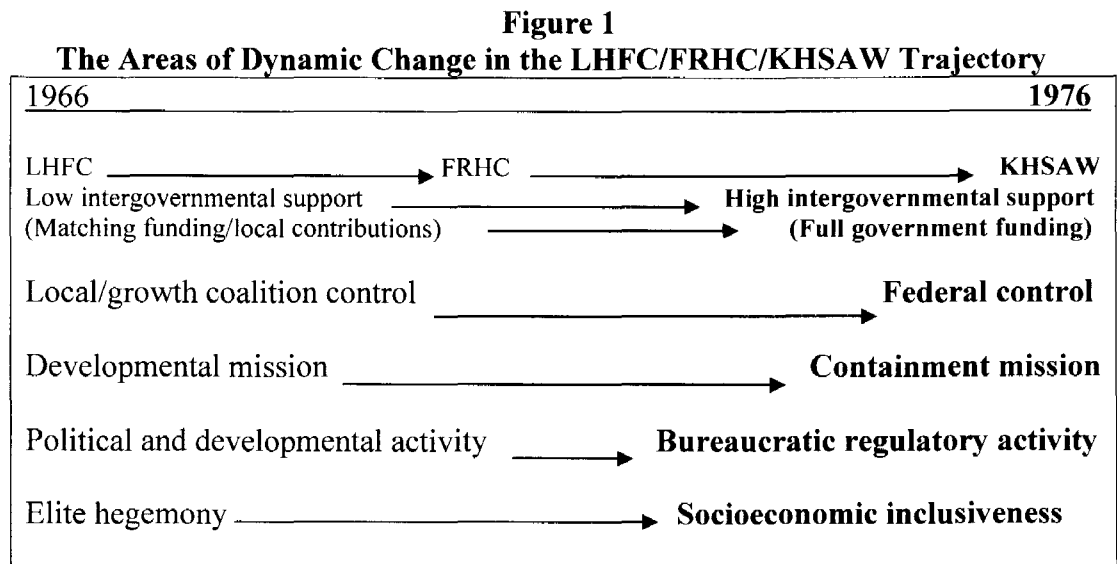 Figure 1
The Areas of Dynamic Change in the LHFC/FRHC/KHSAW Trajectory
1966 1976
LHFC FRHC KHSAW
Low intergovernmental support High intergovernmental support
(Matching funding/local contributions) (Full government funding)
Local/growth coalition control Federal control
Developmental mission Containment mission
Political and developmental activity Bureaucratic regulatory activity
Elite hegemony Socioeconomic inclusiveness